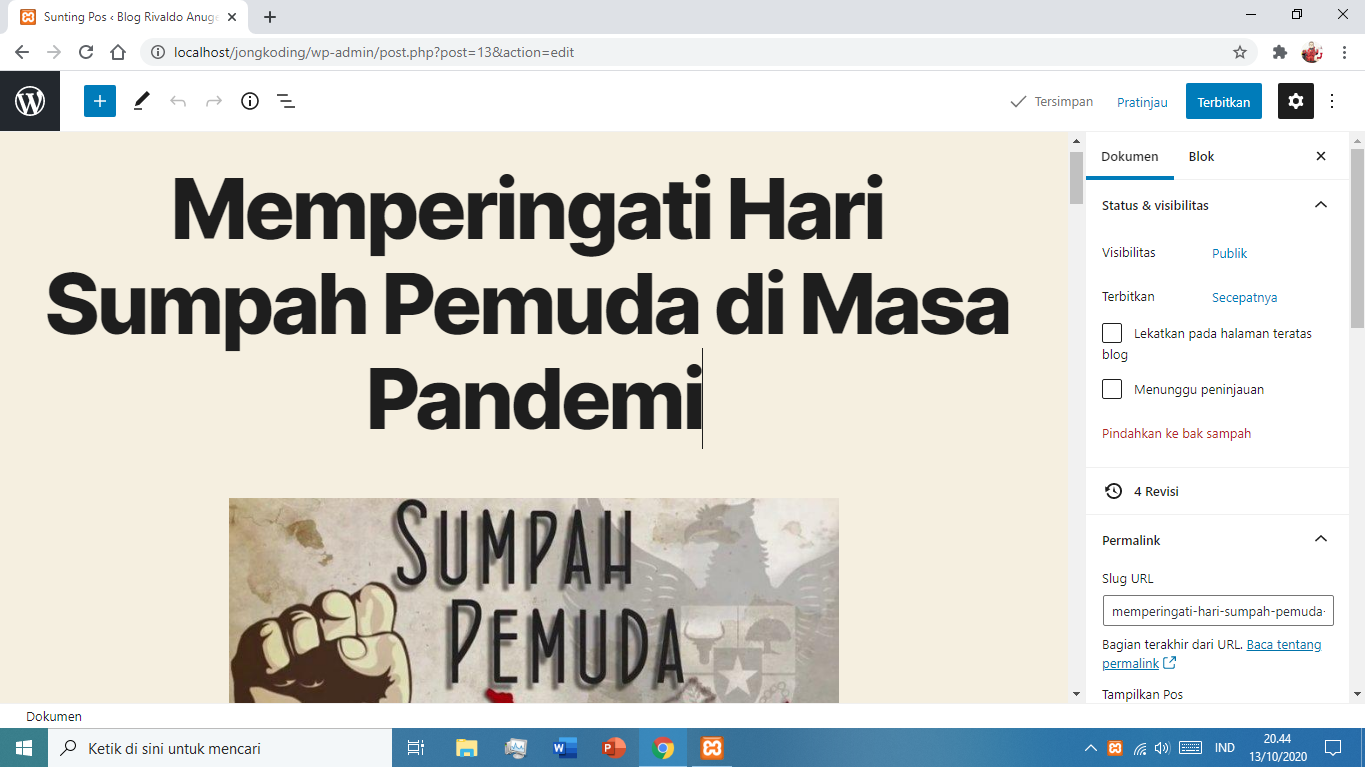 Sunting Pos ‹ Blog Rivaldo Anuge
localhost/jongkoding/wp-admin/post.php?post=13&action=edit
Tersimpan
Pratinjau
Terbitkan
Memperingati Hari
Sumpah Pemuda di Masa
Pandemi
SUMPAH
PEMUDA
Dokumen
Blok
Status & visibilitas
Visibilitas
Publik
Terbitkan
Secepatnya
Lekatkan pada halaman teratas
blog
Menunggu peninjauan
Pindahkan ke bak sampah
4 Revisi
Permalink
Slug URL
memperingati-hari-sumpah-pemuda-
Bagian terakhir dari URL. Baca tentang
permalink
Tampilkan Pos
Dokumen
Ketik di sini untuk mencari
IND
20.44
13/10/2020